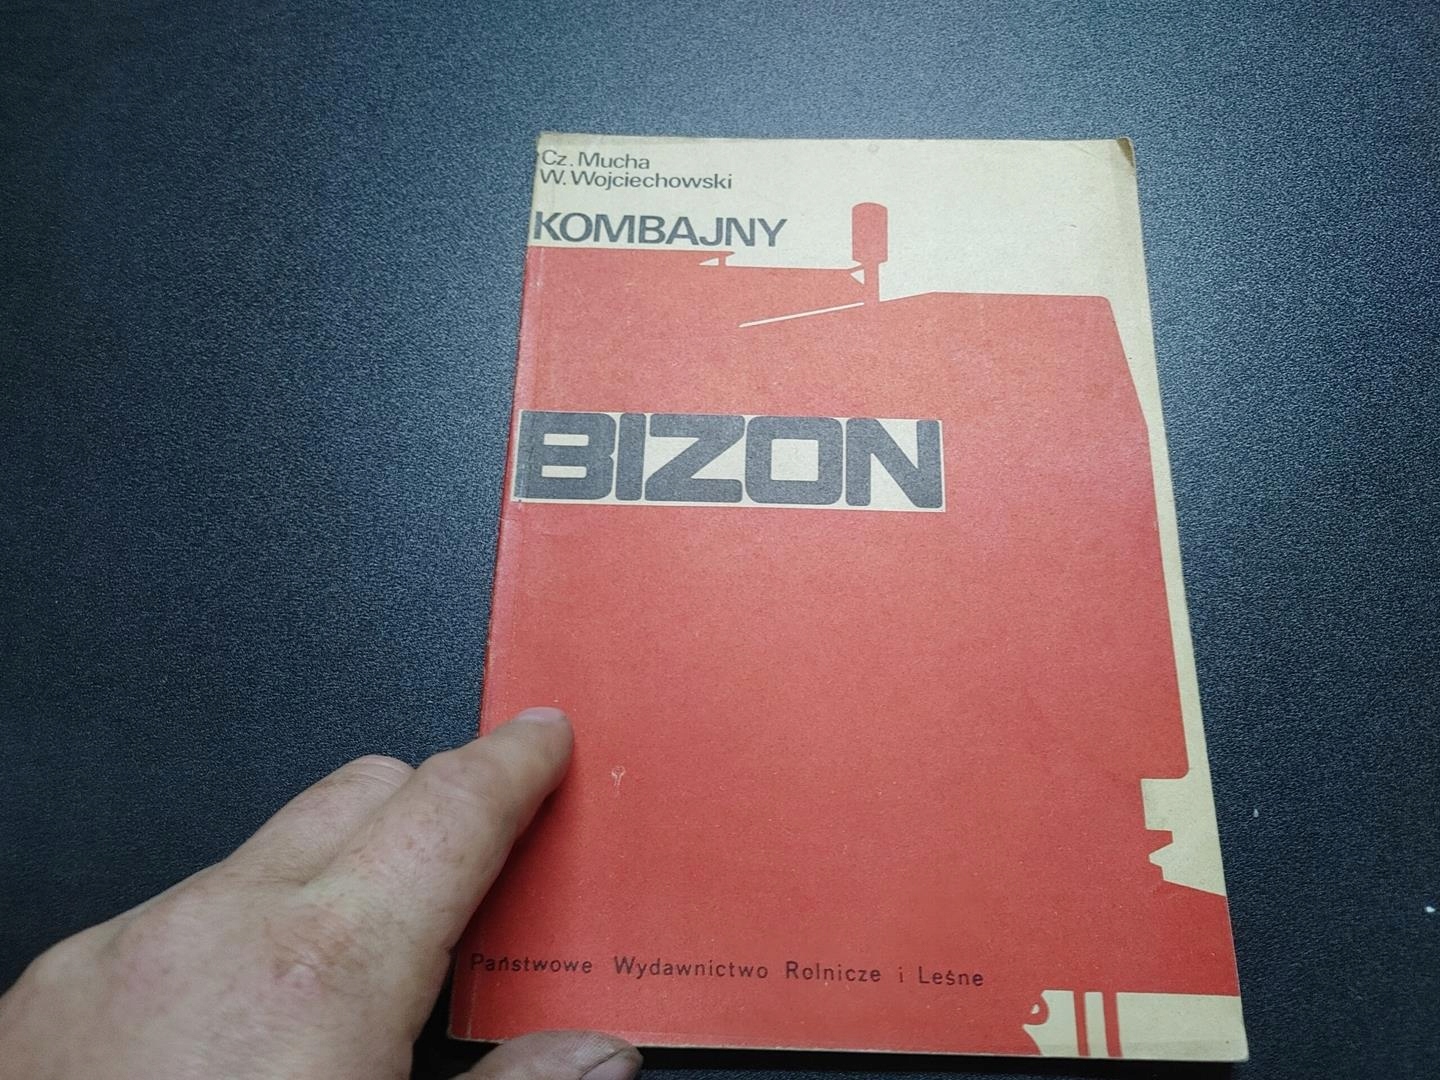 Cz. Mucha
W. Wojciechowski
KOMBAJNY
BIZON
Państwowe Wydawnictwo Rolnicze i Leśne